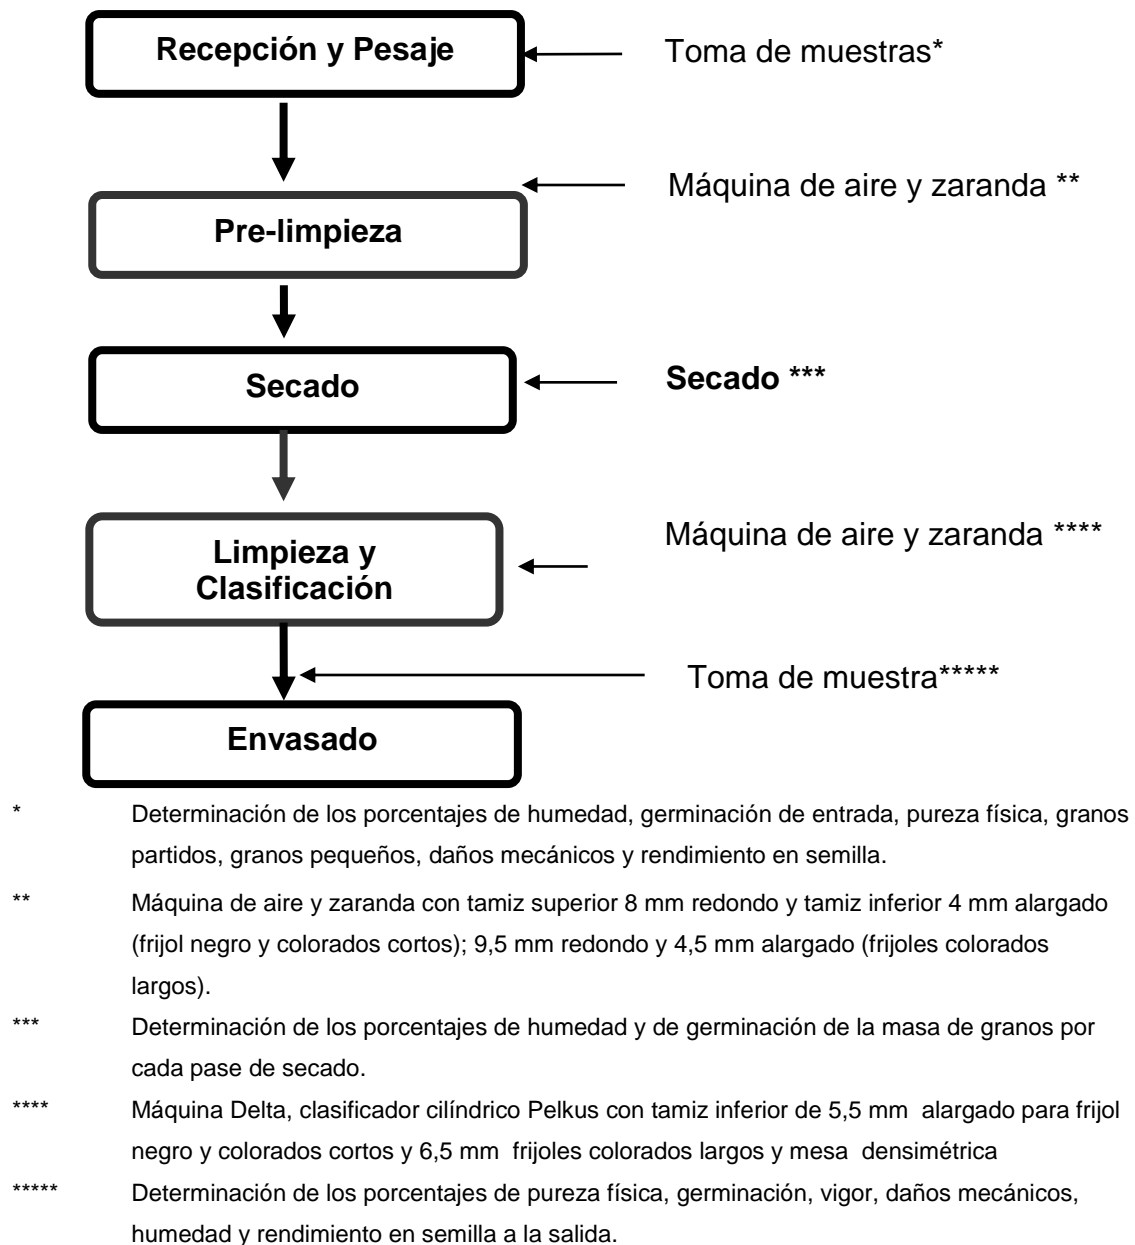 Recepción y Pesaje
Toma de muestras*
Máquina de aire y zaranda **
Pre-limpieza
Secado
Secado ***
Máquina de aire y zaranda ****
Limpieza y
Clasificación
Toma de muestra*****
Envasado
* Determinación de los porcentajes de humedad, germinación de entrada, pureza física, granos
partidos, granos pequeños, daños mecánicos y rendimiento en semilla.
** Máquina de aire y zaranda con tamiz superior 8 mm redondo y tamiz inferior 4 mm alargado
(frijol negro y colorados cortos); 9,5 mm redondo y 4,5 mm alargado (frijoles colorados
largos).
*** Determinación de los porcentajes de humedad y de germinación de la masa de granos por
cada pase de secado.
**** Máquina Delta, clasificador cilíndrico Pelkus con tamiz inferior de 5,5 mm alargado para frijol
negro y colorados cortos y 6,5 mm frijoles colorados largos y mesa densimétrica
***** Determinación de los porcentajes de pureza física, germinación, vigor, daños mecánicos,
humedad y rendimiento en semilla a la salida.